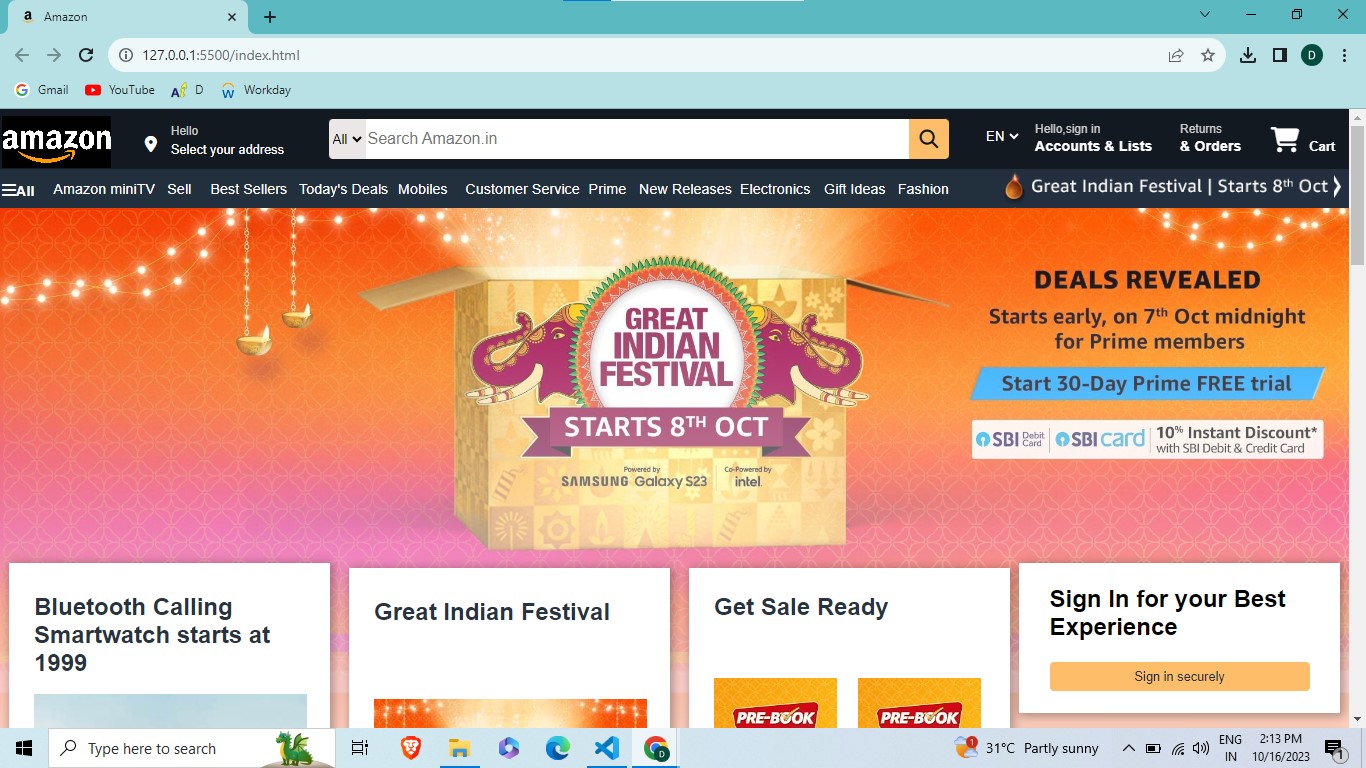 Amazon
127.0.0.1:5500/index.html
D
Gmail
YouTube
D
Workday
amazon
Hello
Select your address
All
Search Amazon.in
EN
Hello,sign in
Accounts & Lists
Returns
& Orders
Cart
All
Amazon miniTV
Sell
Best Sellers
Today's Deals
Mobiles
Customer Service
Prime
New Releases
Electronics
Gift Ideas
Fashion
Great Indian Festival | Starts 8th Oct
GREAT
INDIAN
FESTIVAL
STARTS 8TH OCT
Powered by
SAMSUNG Galaxy S23
Co-Powered by
intel.
DEALS REVEALED
Starts early, on 7th Oct midnight
for Prime members
Start 30-Day Prime FREE trial
SBI Debit Card
SBI card
10% Instant Discount*
with SBI Debit & Credit Card
Bluetooth Calling
Smartwatch starts at
1999
Great Indian Festival
Get Sale Ready
PRE-BOOK
PRE-BOOK
Sign In for your Best
Experience
Sign in securely
Type here to search
D
1
31°C Partly sunny
ENG
IN
2:13 PM
10/16/2023
1